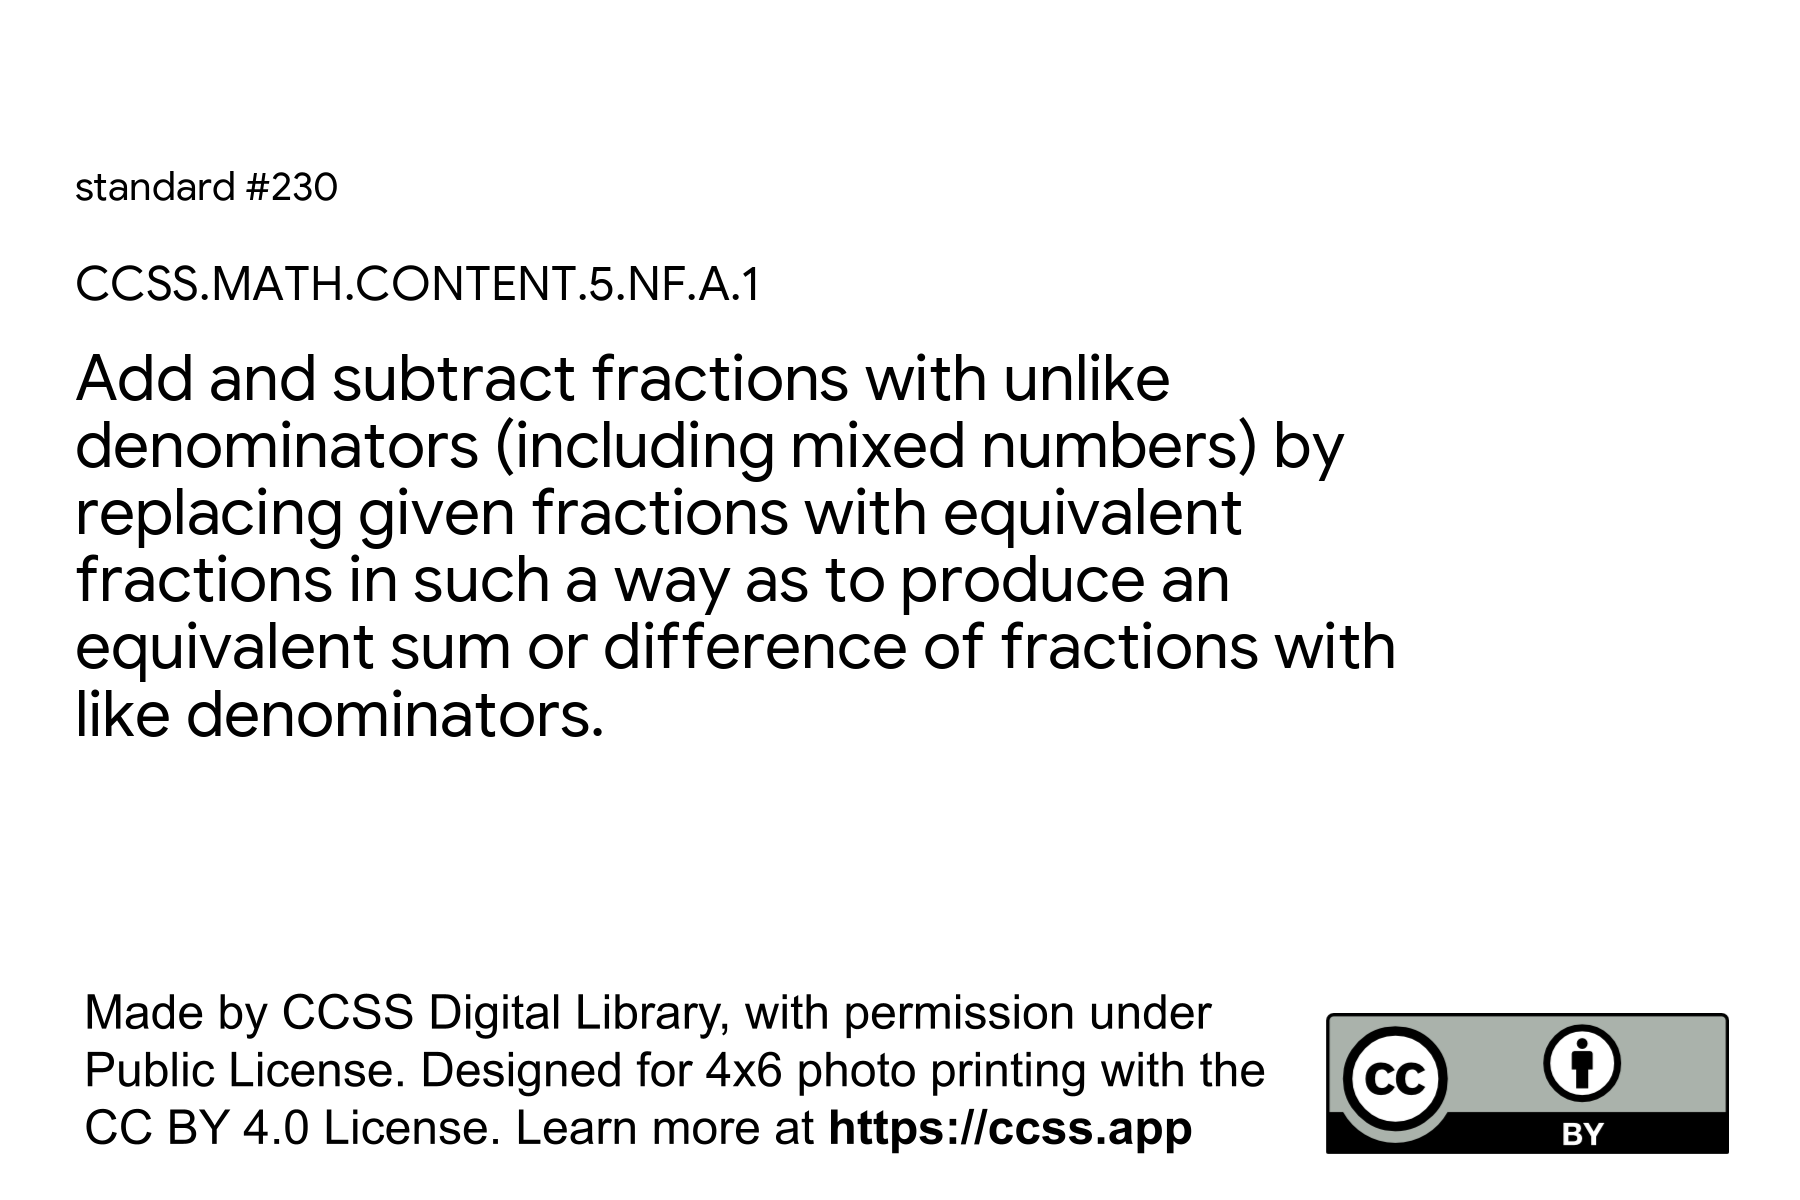 standard #230
CCSS.MATH.CONTENT.5.NF.A.1
Add and subtract fractions with unlike
denominators (including mixed numbers) by
replacing given fractions with equivalent
fractions in such a way as to produce an
equivalent sum or difference of fractions with
like denominators.
Made by CCSS Digital Library, with permission under
Public License. Designed for 4x6 photo printing with the
CC BY 4.0 License. Learn more at https://ccss.app
CC
BY